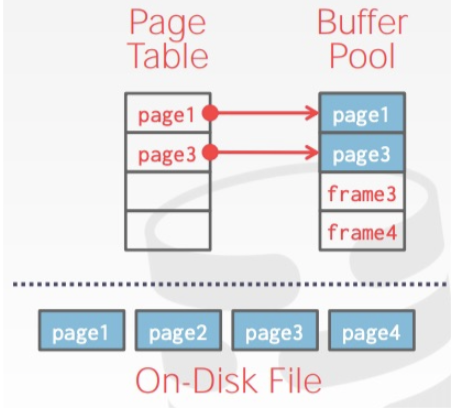 Page Table
Buffer Pool
page1
page3
page1
page3
frame3
frame4
page1 page2 page3 page4
On-Disk File